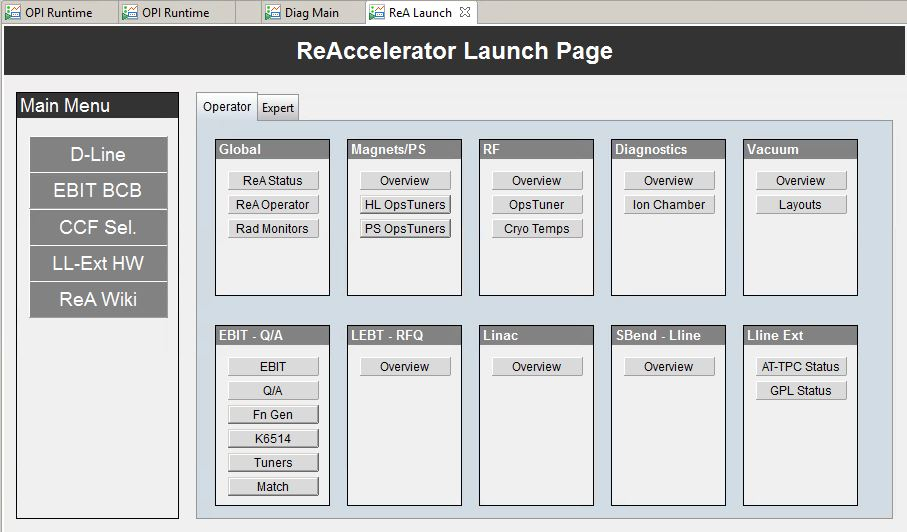 OPI Runtime
OPI Runtime
Diag Main
ReA Launch
ReAccelerator Launch Page
Main Menu
D-Line
EBIT BCB
CCF Sel.
LL-Ext HW
ReA Wiki
Operator
Expert
Global
ReA Status
ReA Operator
Rad Monitors
Magnets/PS
Overview
HL OpsTuners
PS OpsTuners
RF
Overview
OpsTuner
Cryo Temps
Diagnostics
Overview
Ion Chamber
Vacuum
Overview
Layouts
EBIT - Q/A
EBIT
Q/A
Fn Gen
K6514
Tuners
Match
LEBT - RFQ
Overview
Linac
Overview
SBend - Lline
Overview
Lline Ext
AT-TPC Status
GPL Status